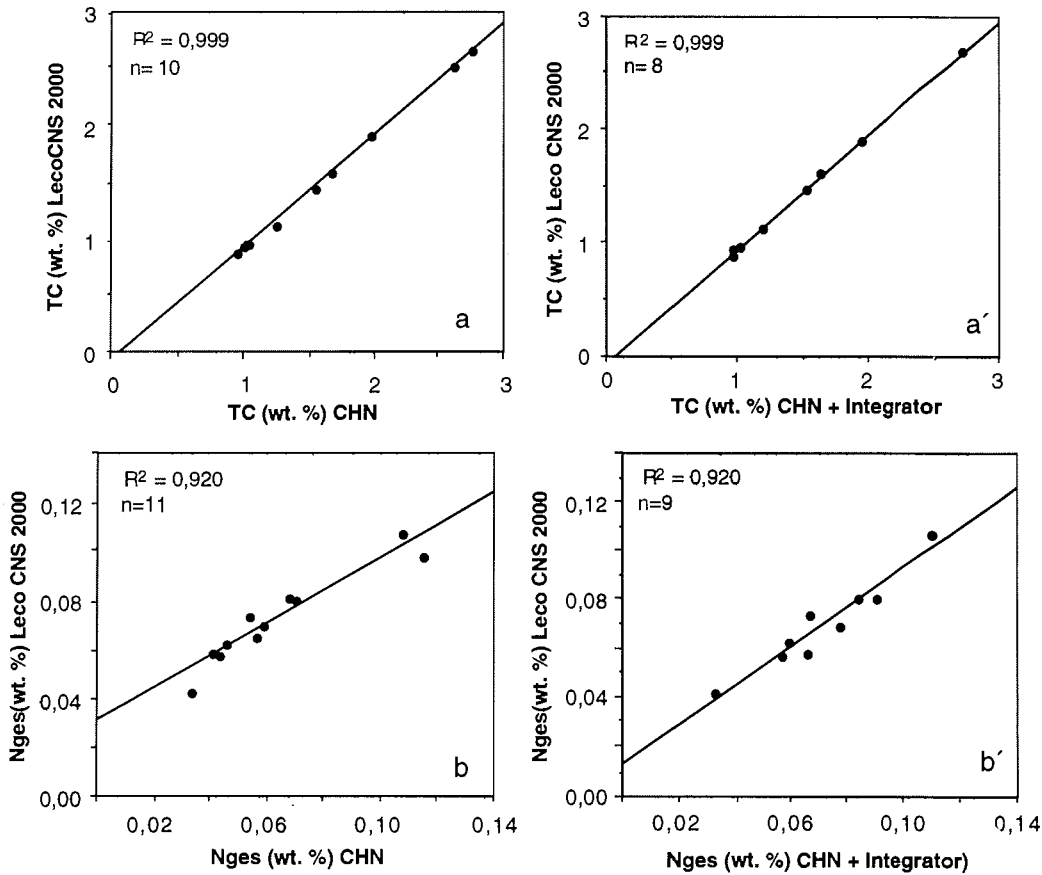 R² = 0,999
n= 10
TC (wt. %) LecoCNS 2000
3
2
1
0
a
0 1 2 3
TC (wt. %) CHN
R² = 0,999
n= 8
TC (wt. %) Leco CNS 2000
3
2
1
0
a´
0 1 2 3
TC (wt. %) CHN + Integrator
R² = 0,920
n=11
Nges(wt. %) Leco CNS 2000
0,12
0,08
0,04
0,00
b
0,02 0,06 0,10 0,14
Nges (wt. %) CHN
R² = 0,920
n=9
Nges(wt. %) Leco CNS 2000
0,12
0,08
0,04
0,00
b´
0,02 0,06 0,10 0,14
Nges (wt. %) CHN + Integrator)